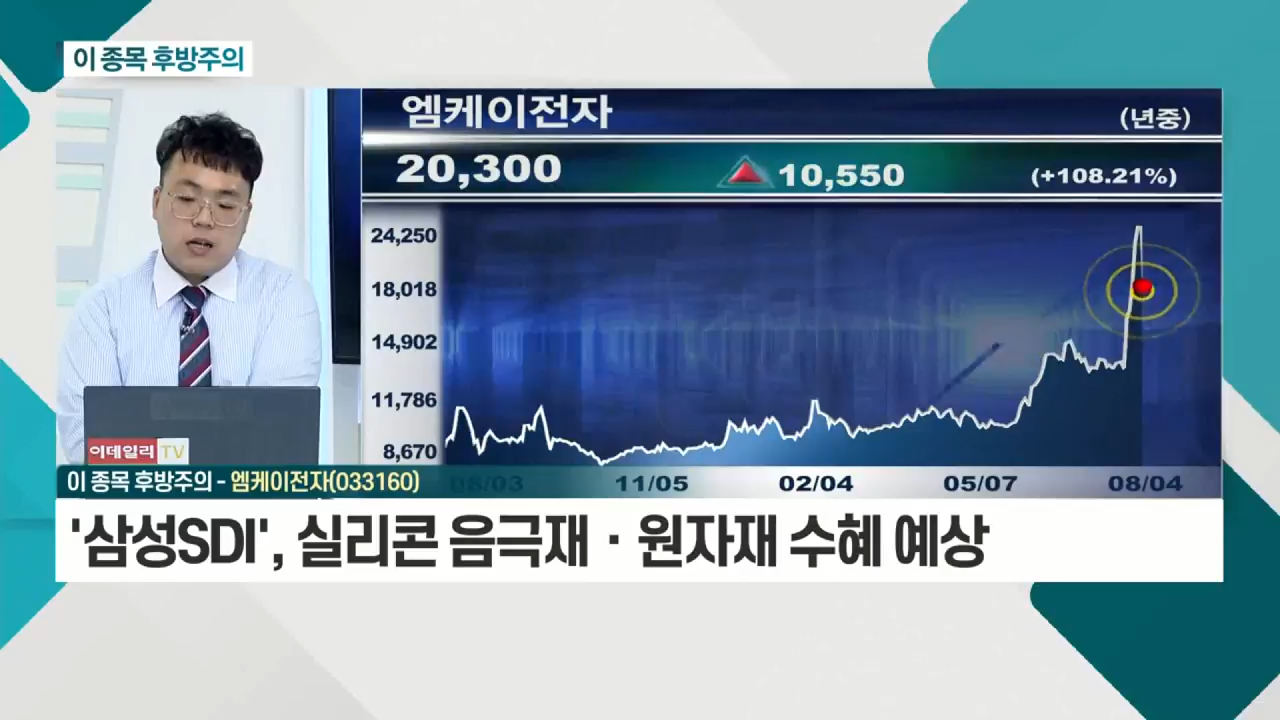 이 종목 후방주의
엠케이전자
(년중)
20,300
10,550
(+108.21%)
24,250
18,018
14,902
11,786
8,670
08/03
11/05
02/04
05/07
08/04
이데일리 TV
이 종목 후방주의 - 엠케이전자(033160)
'삼성SDI', 실리콘 음극재 · 원자재 수혜 예상